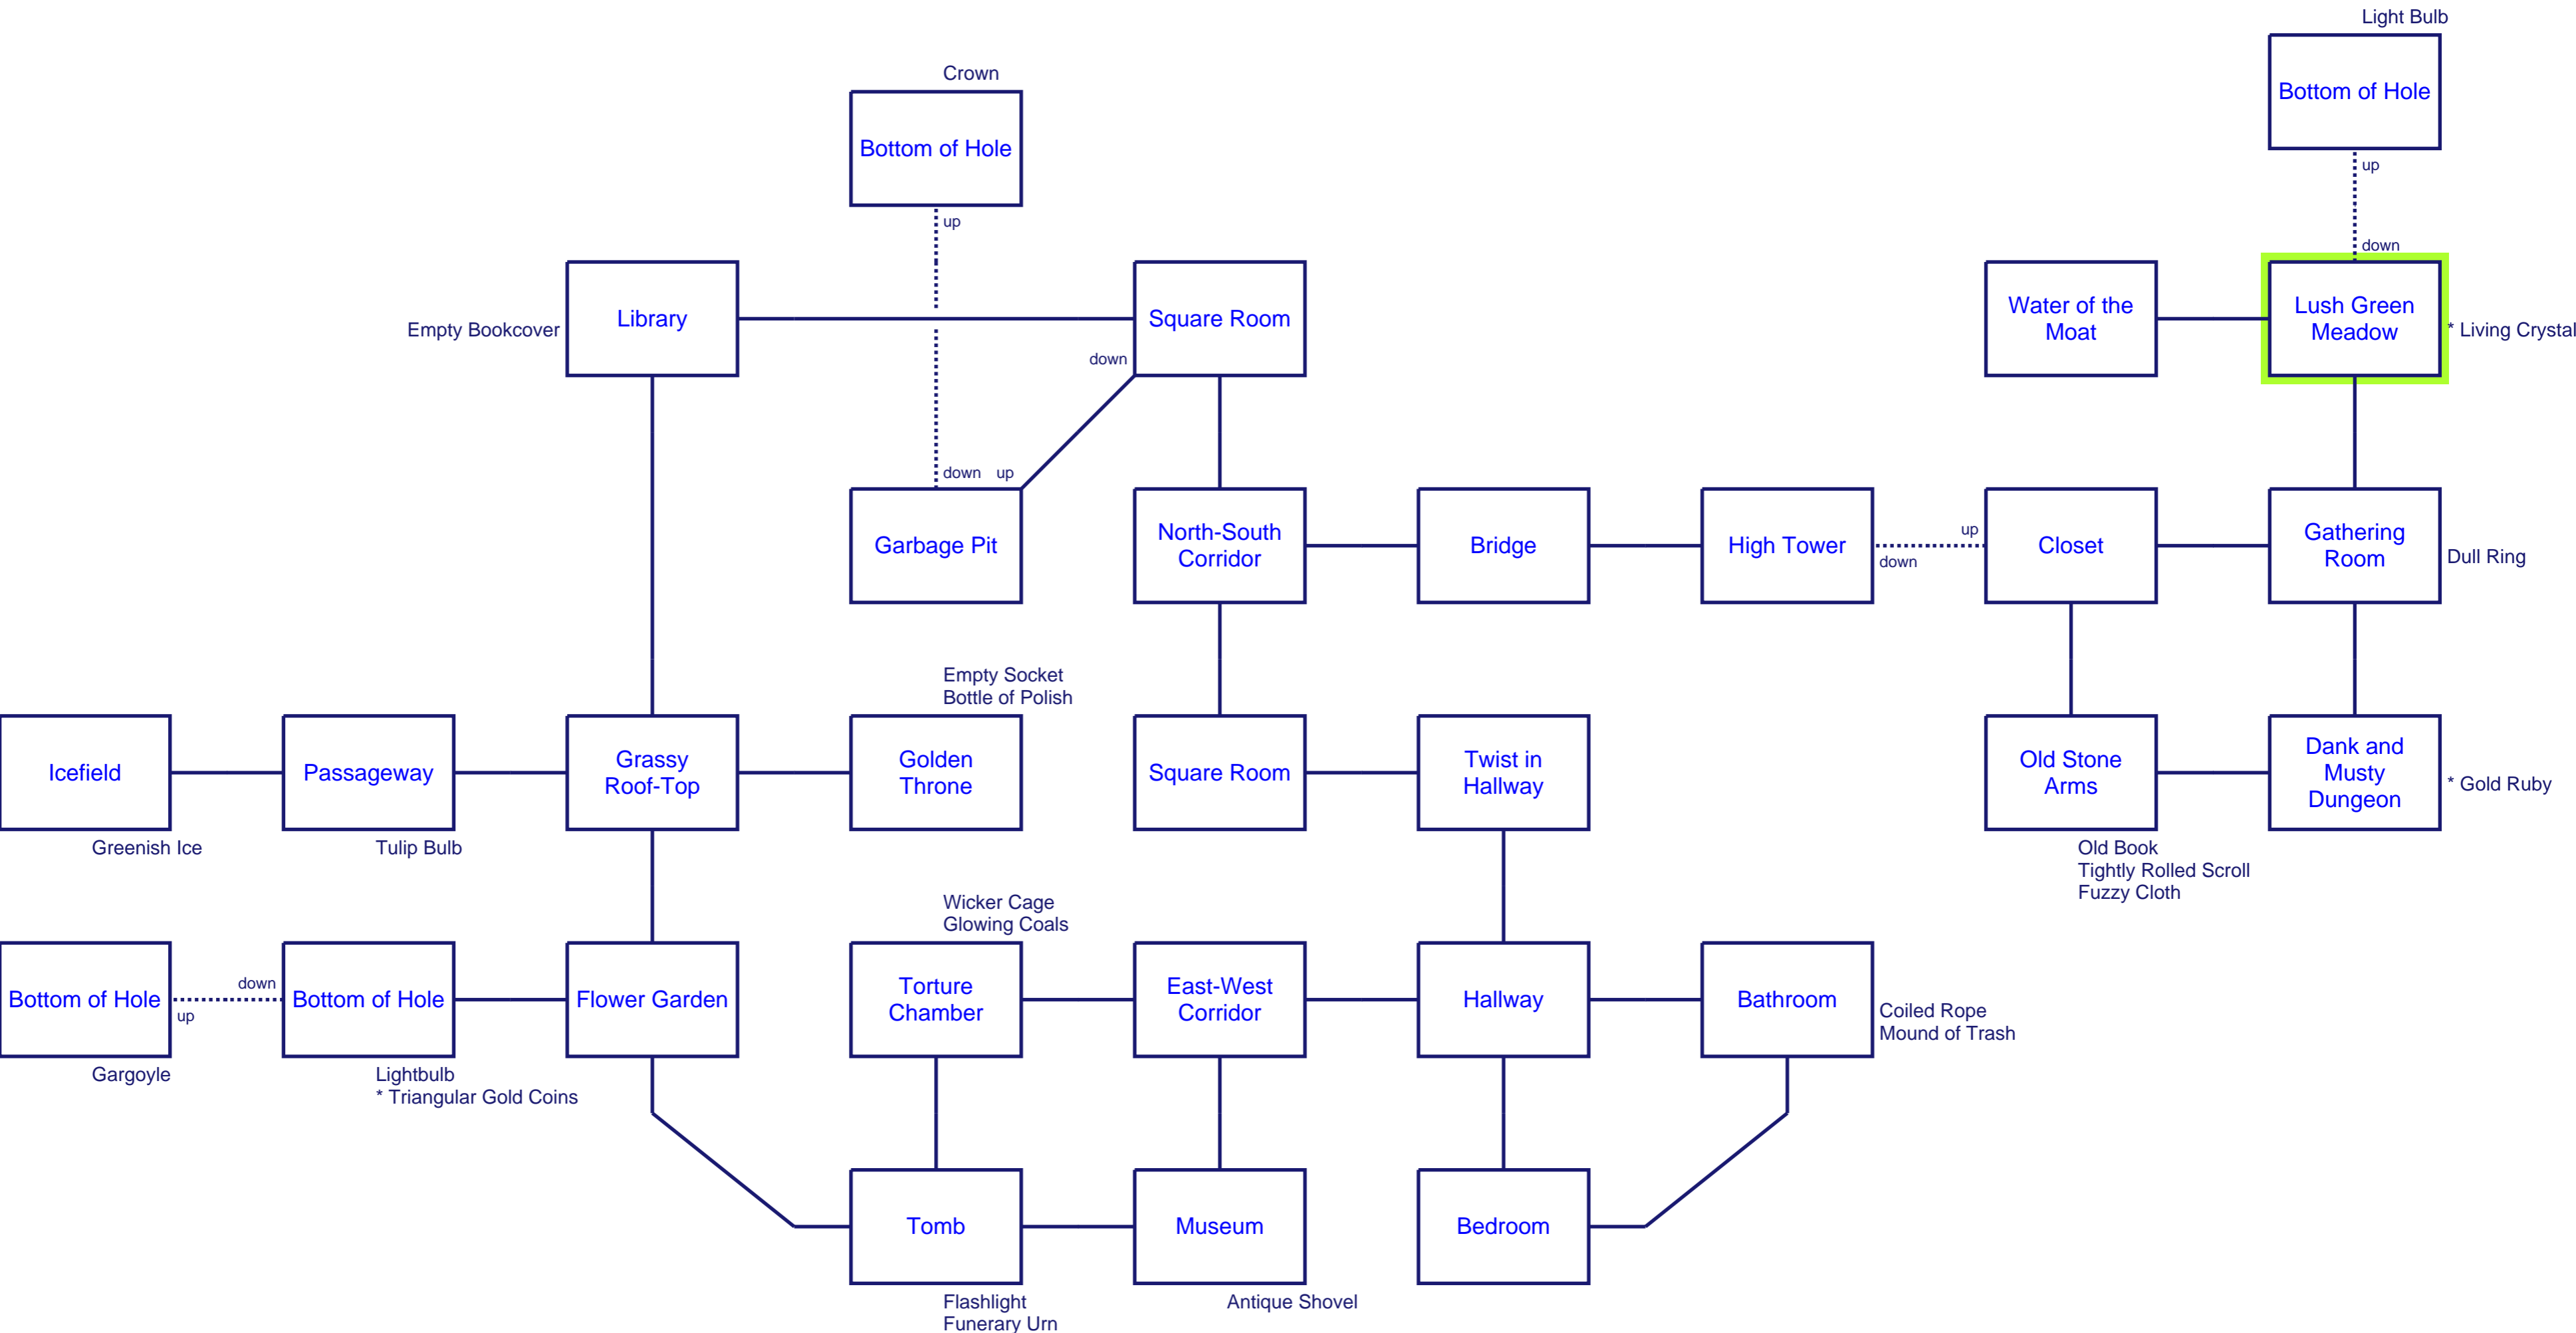 Light Bulb
Bottom of Hole
up
down
Crown
Bottom of Hole
up
down
Library
Empty Bookcover
Square Room
down
Water of the
Moat
Lush Green
Meadow
* Living Crystal
up
Garbage Pit
North-South
Corridor
Bridge
High Tower
down
up
Closet
Gathering
Room
Dull Ring
Empty Socket
Bottle of Polish
Icefield
Greenish Ice
Passageway
Tulip Bulb
Grassy
Roof-Top
Golden
Throne
Square Room
Twist in
Hallway
Old Stone
Arms
Old Book
Tightly Rolled Scroll
Fuzzy Cloth
Dank and
Musty
Dungeon
* Gold Ruby
Wicker Cage
Glowing Coals
Bottom of Hole
up
Gargoyle
down
Bottom of Hole
Lightbulb
* Triangular Gold Coins
Flower Garden
Torture
Chamber
East-West
Corridor
Hallway
Bathroom
Coiled Rope
Mound of Trash
Tomb
Flashlight
Funerary Urn
Museum
Antique Shovel
Bedroom